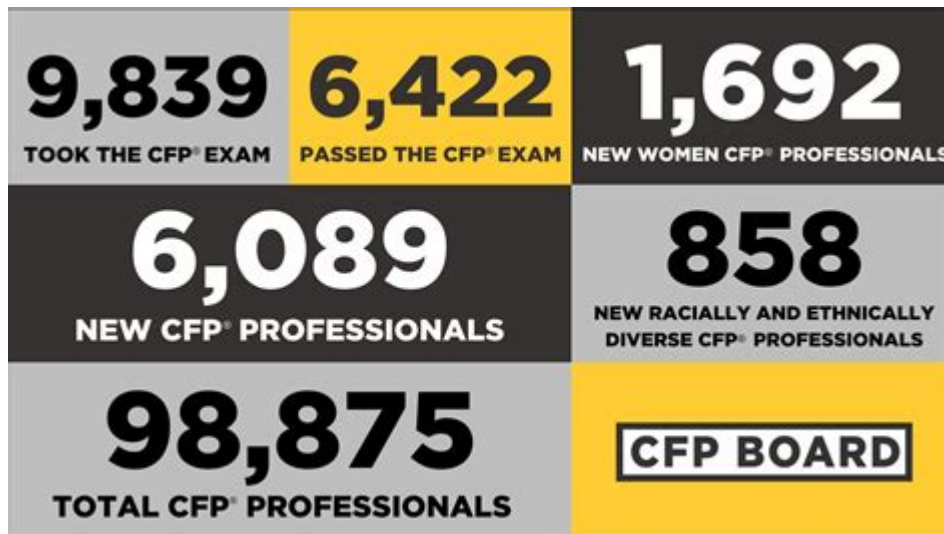 9,839
TOOK THE CFP® EXAM
6,422
PASSED THE CFP® EXAM
1,692
NEW WOMEN CFP® PROFESSIONALS
6,089
NEW CFP® PROFESSIONALS
858
NEW RACIALLY AND ETHNICALLY
DIVERSE CFP® PROFESSIONALS
98,875
TOTAL CFP® PROFESSIONALS
CFP BOARD